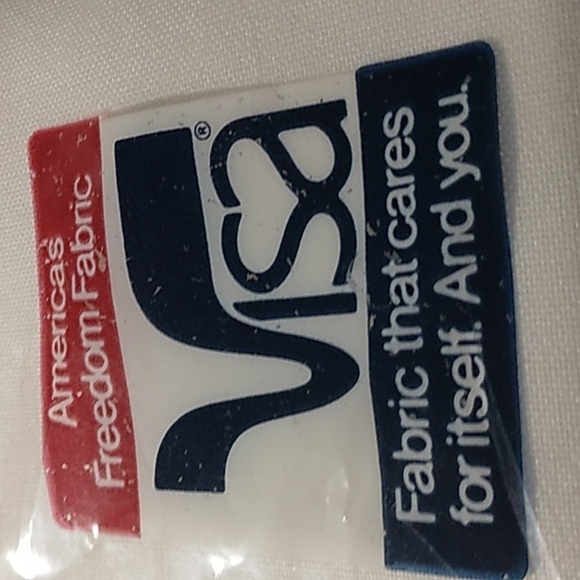 America's
Freedom Fabric
Visa®
Fabric that cares
for itself. And you.